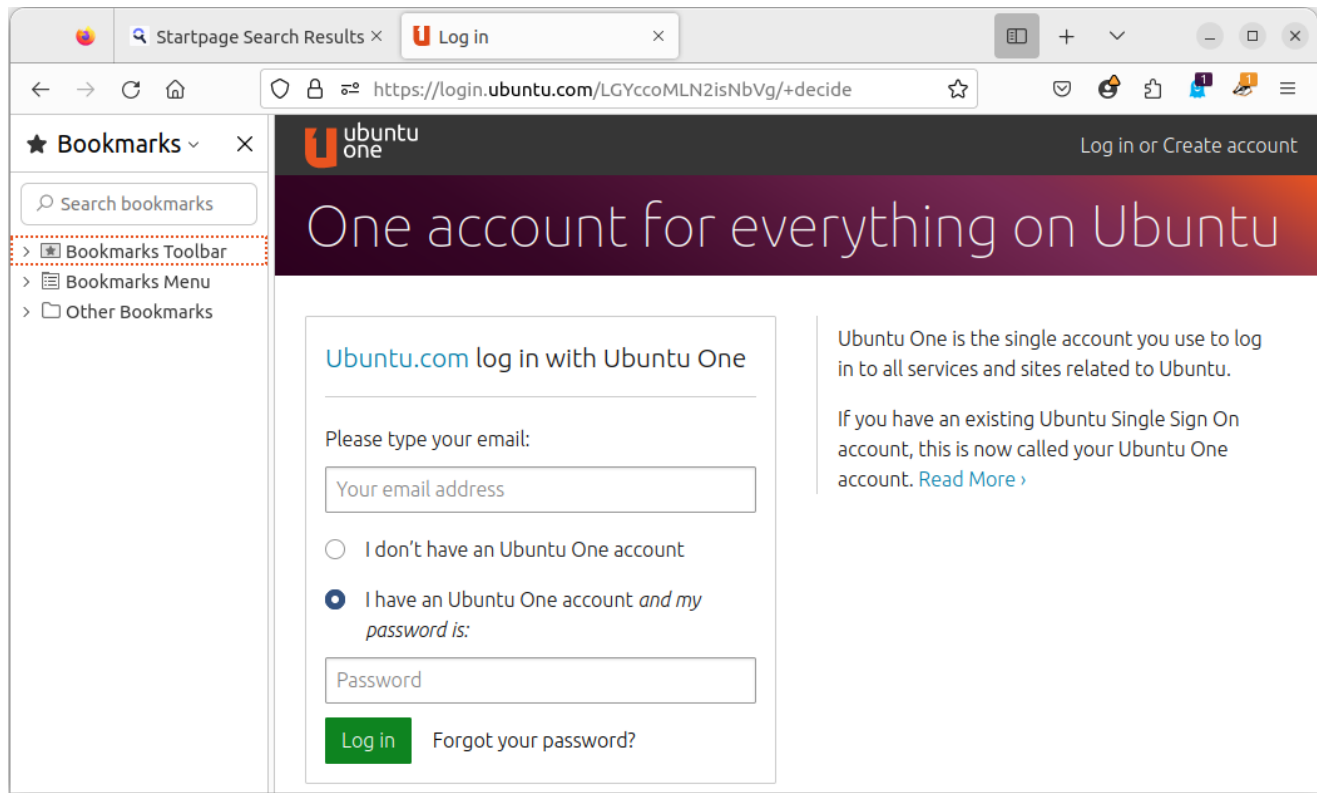 Startpage Search Results
Log in
https://login.ubuntu.com/LGYccoMLN2isNbVg/+decide
1
1
Bookmarks
Search bookmarks
Bookmarks Toolbar
Bookmarks Menu
Other Bookmarks
ubuntu
one
Log in or Create account
One account for everything on Ubuntu
Ubuntu.com log in with Ubuntu One
Please type your email:
Your email address
I don’t have an Ubuntu One account
I have an Ubuntu One account and my
password is:
Password
Log in
Forgot your password?
Ubuntu One is the single account you use to log
in to all services and sites related to Ubuntu.
If you have an existing Ubuntu Single Sign On
account, this is now called your Ubuntu One
account. Read More ›